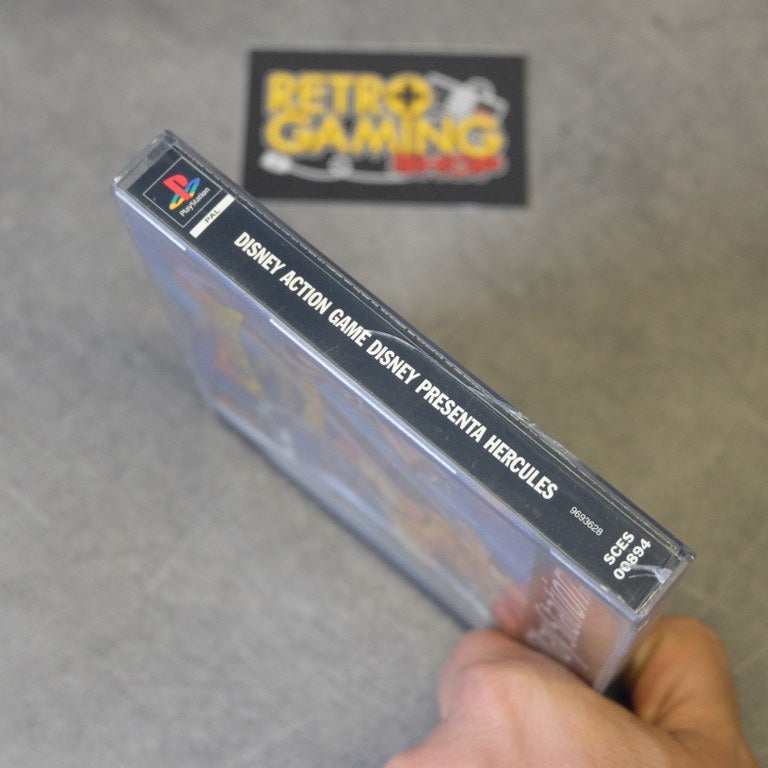 RETRO
GAMING
SHOP
PlayStation
PAL
DISNEY ACTION GAME DISNEY PRESENTA HERCULES
9693628
SCES
00894